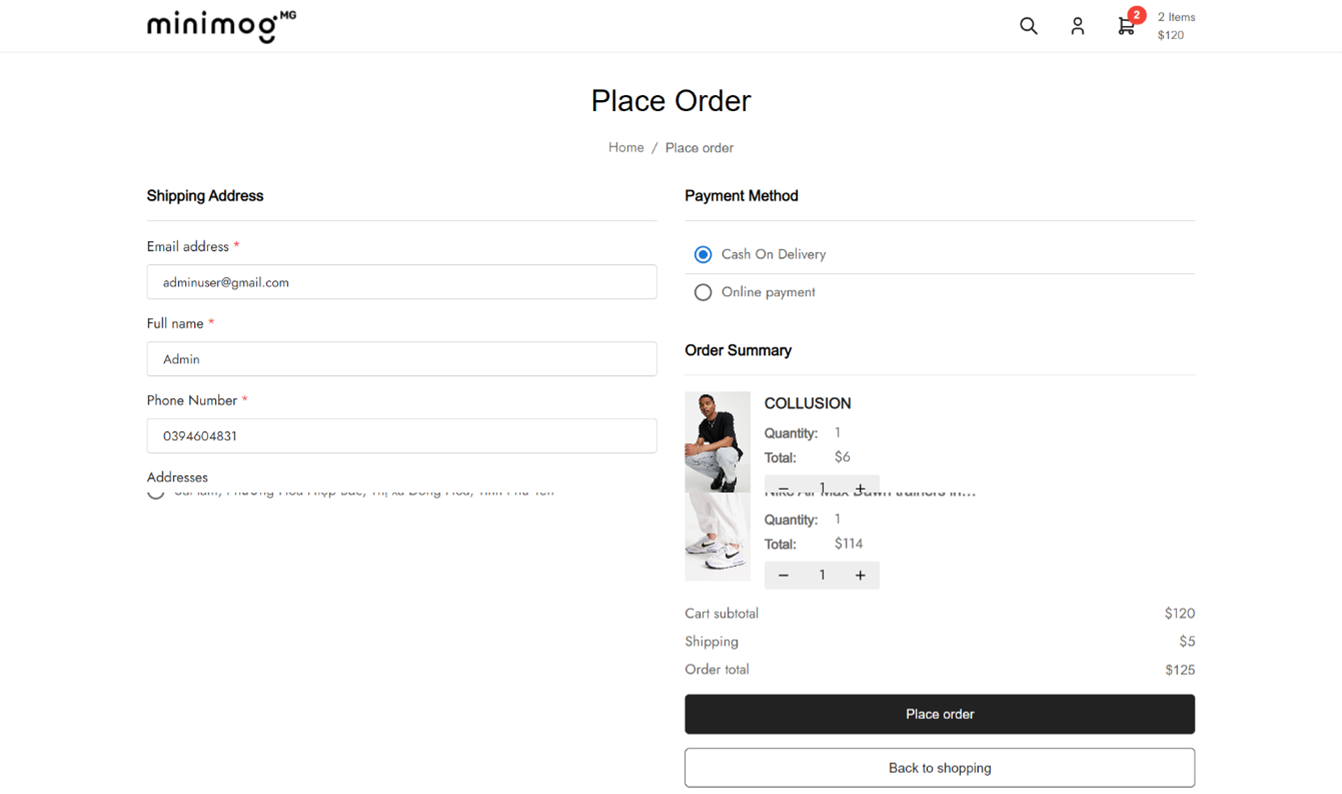 minimog MG
2
2 Items
$120
Place Order
Home / Place order
Shipping Address
Email address *
adminuser@gmail.com
Full name *
Admin
Phone Number *
0394604831
Addresses
Payment Method
Cash On Delivery
Online payment
Order Summary
COLLUSION
Quantity: 1
Total: $6
− 1 +
Nike Air Max Dawn trainers in...
Quantity: 1
Total: $114
− 1 +
Cart subtotal $120
Shipping $5
Order total $125
Place order
Back to shopping